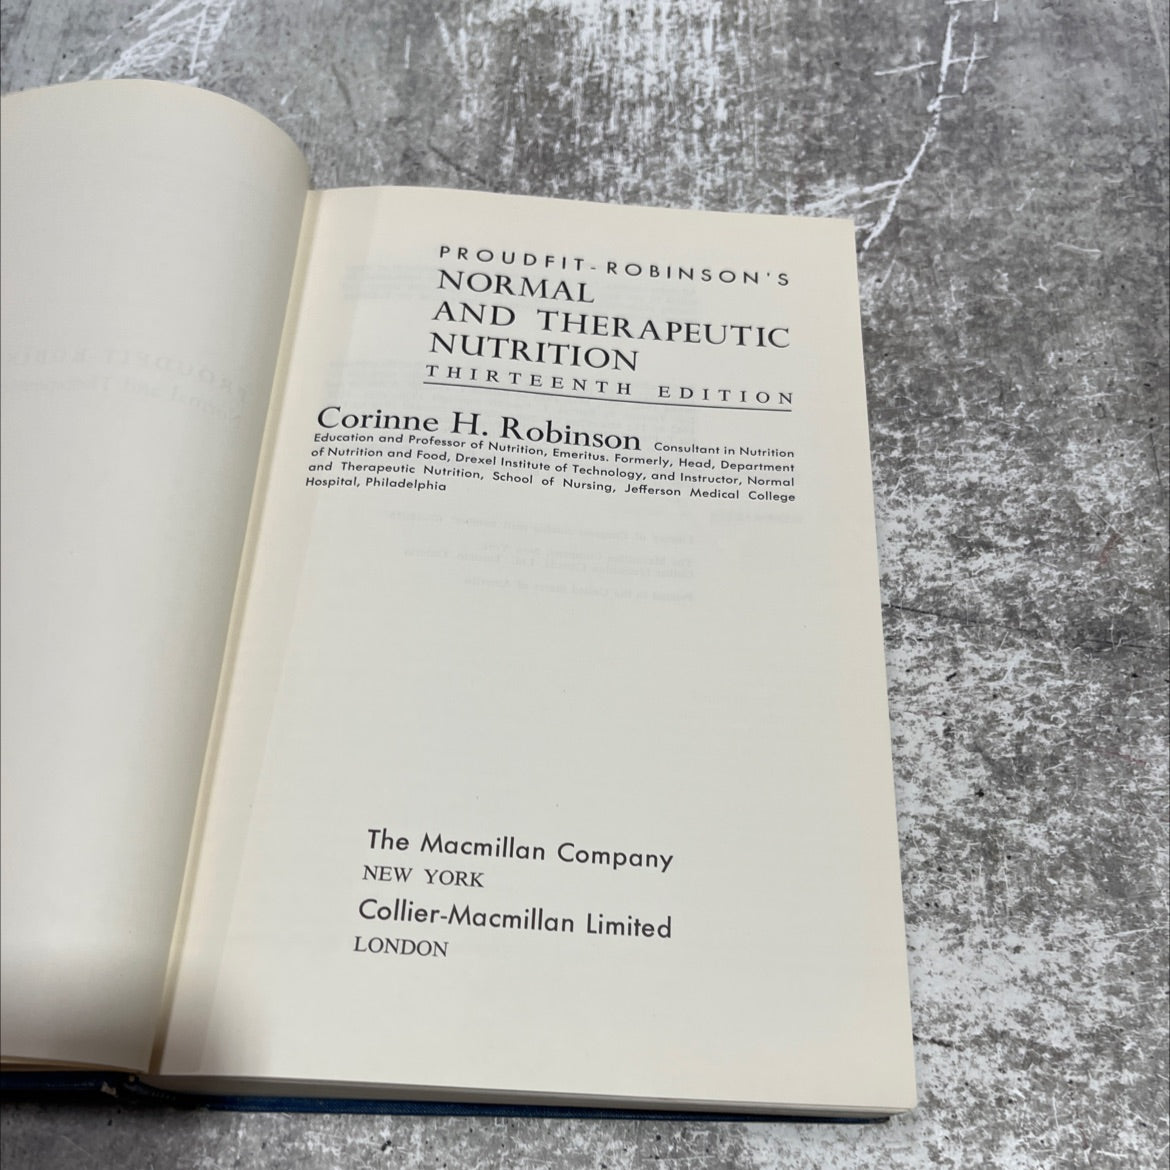 PROUDFIT-ROBINSON'S
NORMAL
AND THERAPEUTIC
NUTRITION
THIRTEENTH EDITION
Corinne H. Robinson Consultant in Nutrition
Education and Professor of Nutrition, Emeritus. Formerly, Head, Department
of Nutrition and Food, Drexel Institute of Technology, and Instructor, Normal
and Therapeutic Nutrition, School of Nursing, Jefferson Medical College
Hospital, Philadelphia
The Macmillan Company
NEW YORK
Collier-Macmillan Limited
LONDON